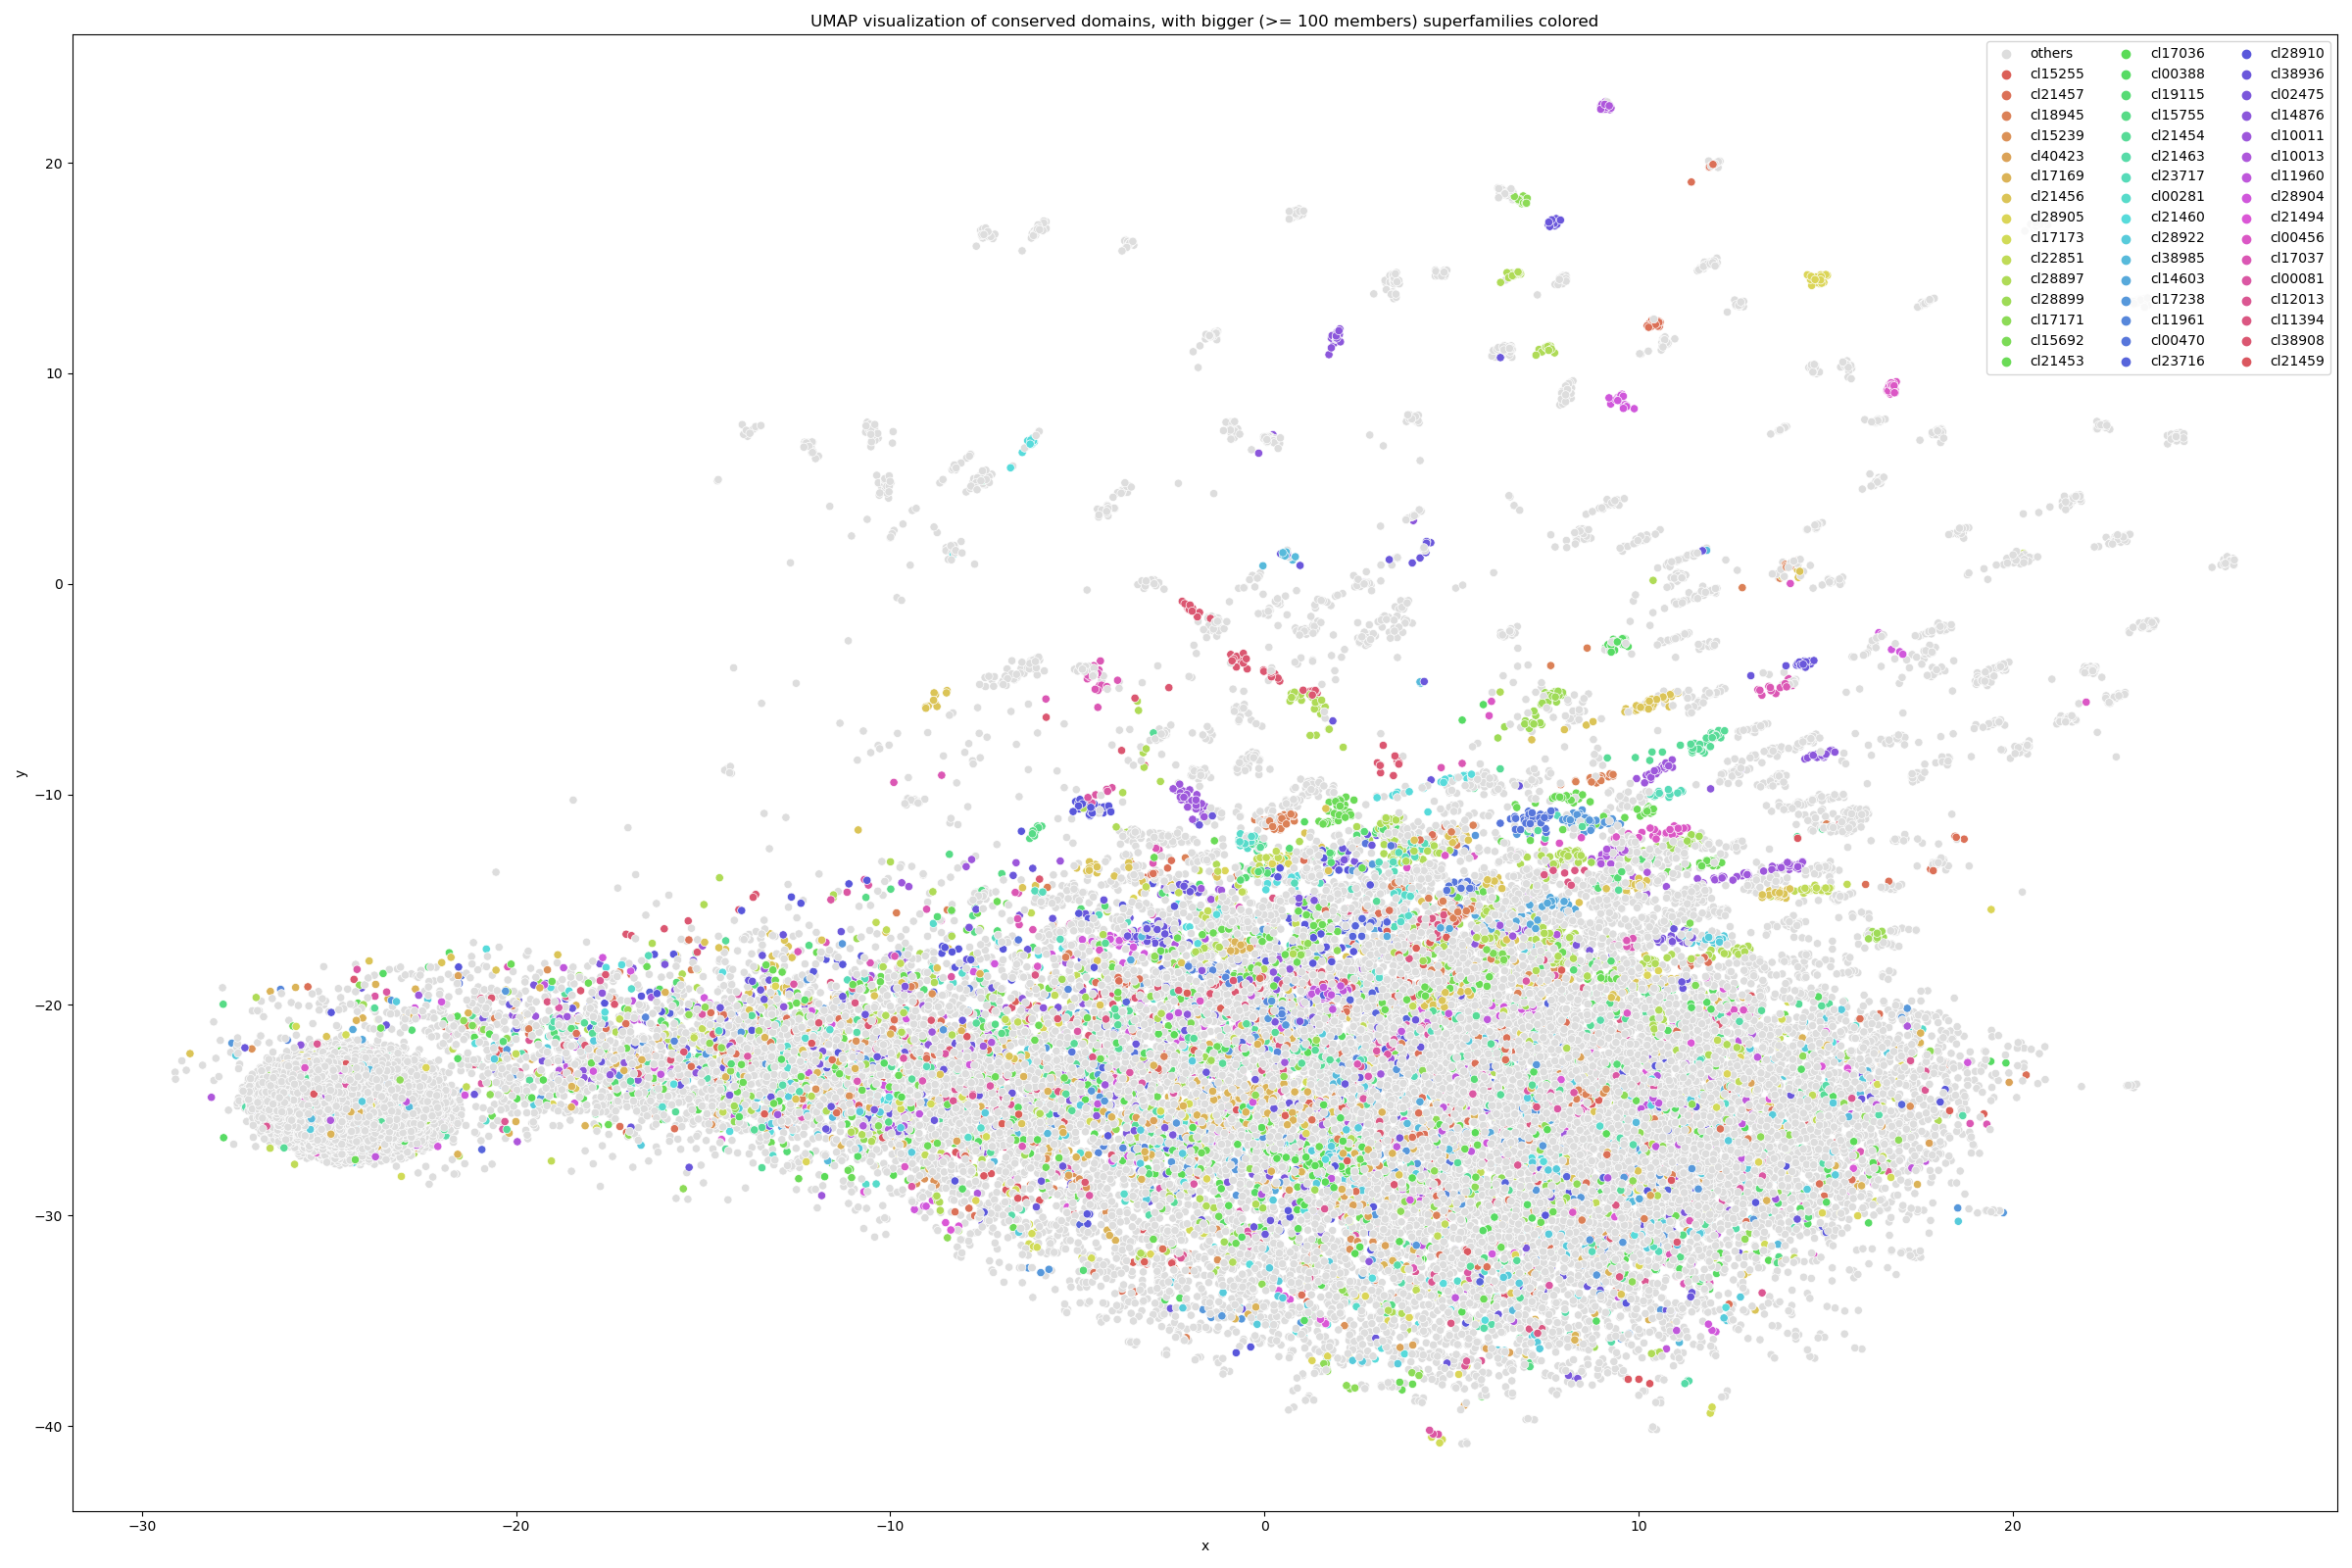 UMAP visualization of conserved domains, with bigger (>= 100 members) superfamilies colored
others
cl15255
cl21457
cl18945
cl15239
cl40423
cl17169
cl21456
cl28905
cl17173
cl22851
cl28897
cl28899
cl17171
cl15692
cl21453
cl17036
cl00388
cl19115
cl15755
cl21454
cl21463
cl23717
cl00281
cl21460
cl28922
cl38985
cl14603
cl17238
cl11961
cl00470
cl23716
cl28910
cl38936
cl02475
cl14876
cl10011
cl10013
cl11960
cl28904
cl21494
cl00456
cl17037
cl00081
cl12013
cl11394
cl38908
cl21459
20
10
0
−10
−20
−30
−40
y
−30
−20
−10
0
10
20
x